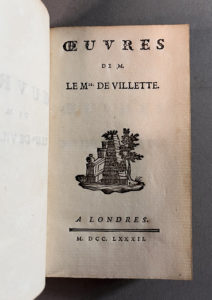 ŒUVRES
DE M.
LE Mis. DE VILLETTE.
A LONDRES.
M. DCC. LXXXII.